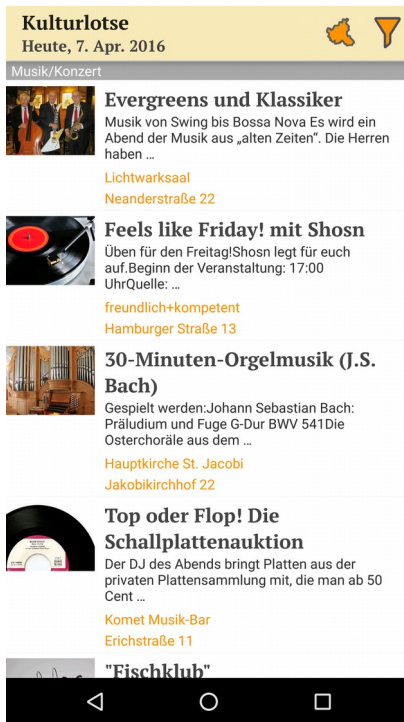 Kulturlotse
Heute, 7. Apr. 2016
Musik/Konzert
Evergreens und Klassiker
Musik von Swing bis Bossa Nova Es wird ein
Abend der Musik aus „alten Zeiten“. Die Herren
haben ...
Lichtwarksaal
Neanderstraße 22
Feels like Friday! mit Shosn
Üben für den Freitag!Shosn legt für euch
auf.Beginn der Veranstaltung: 17:00
UhrQuelle: ...
freundlich+kompetent
Hamburger Straße 13
30-Minuten-Orgelmusik (J.S.
Bach)
Gespielt werden:Johann Sebastian Bach:
Präludium und Fuge G-Dur BWV 541Die
Osterchoräle aus dem ...
Hauptkirche St. Jacobi
Jakobikirchhof 22
Top oder Flop! Die
Schallplattenauktion
Der DJ des Abends bringt Platten aus der
privaten Plattensammlung mit, die man ab 50
Cent ...
Komet Musik-Bar
Erichstraße 11
"Fischklub"